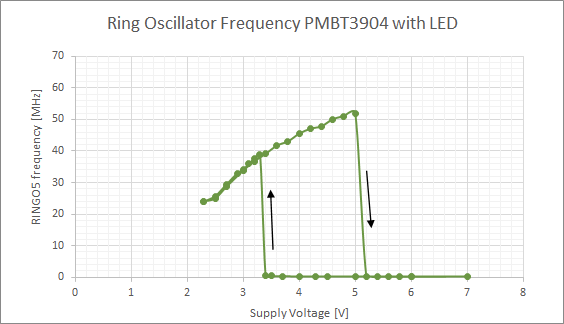 Ring Oscillator Frequency PMBT3904 with LED
70
60
50
40
30
20
10
0
RINGO5 frequency [MHz]
0 1 2 3 4 5 6 7 8
Supply Voltage [V]